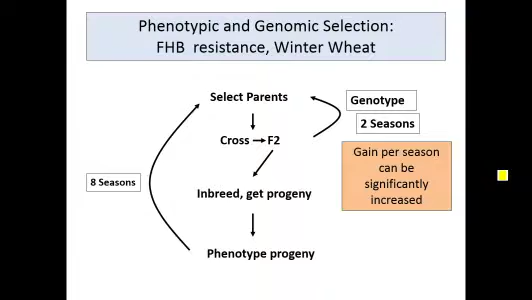 Phenotypic and Genomic Selection:
FHB resistance, Winter Wheat
Select Parents
Genotype
2 Seasons
Cross → F2
Gain per season
can be
significantly
increased
8 Seasons
Inbreed, get progeny
Phenotype progeny